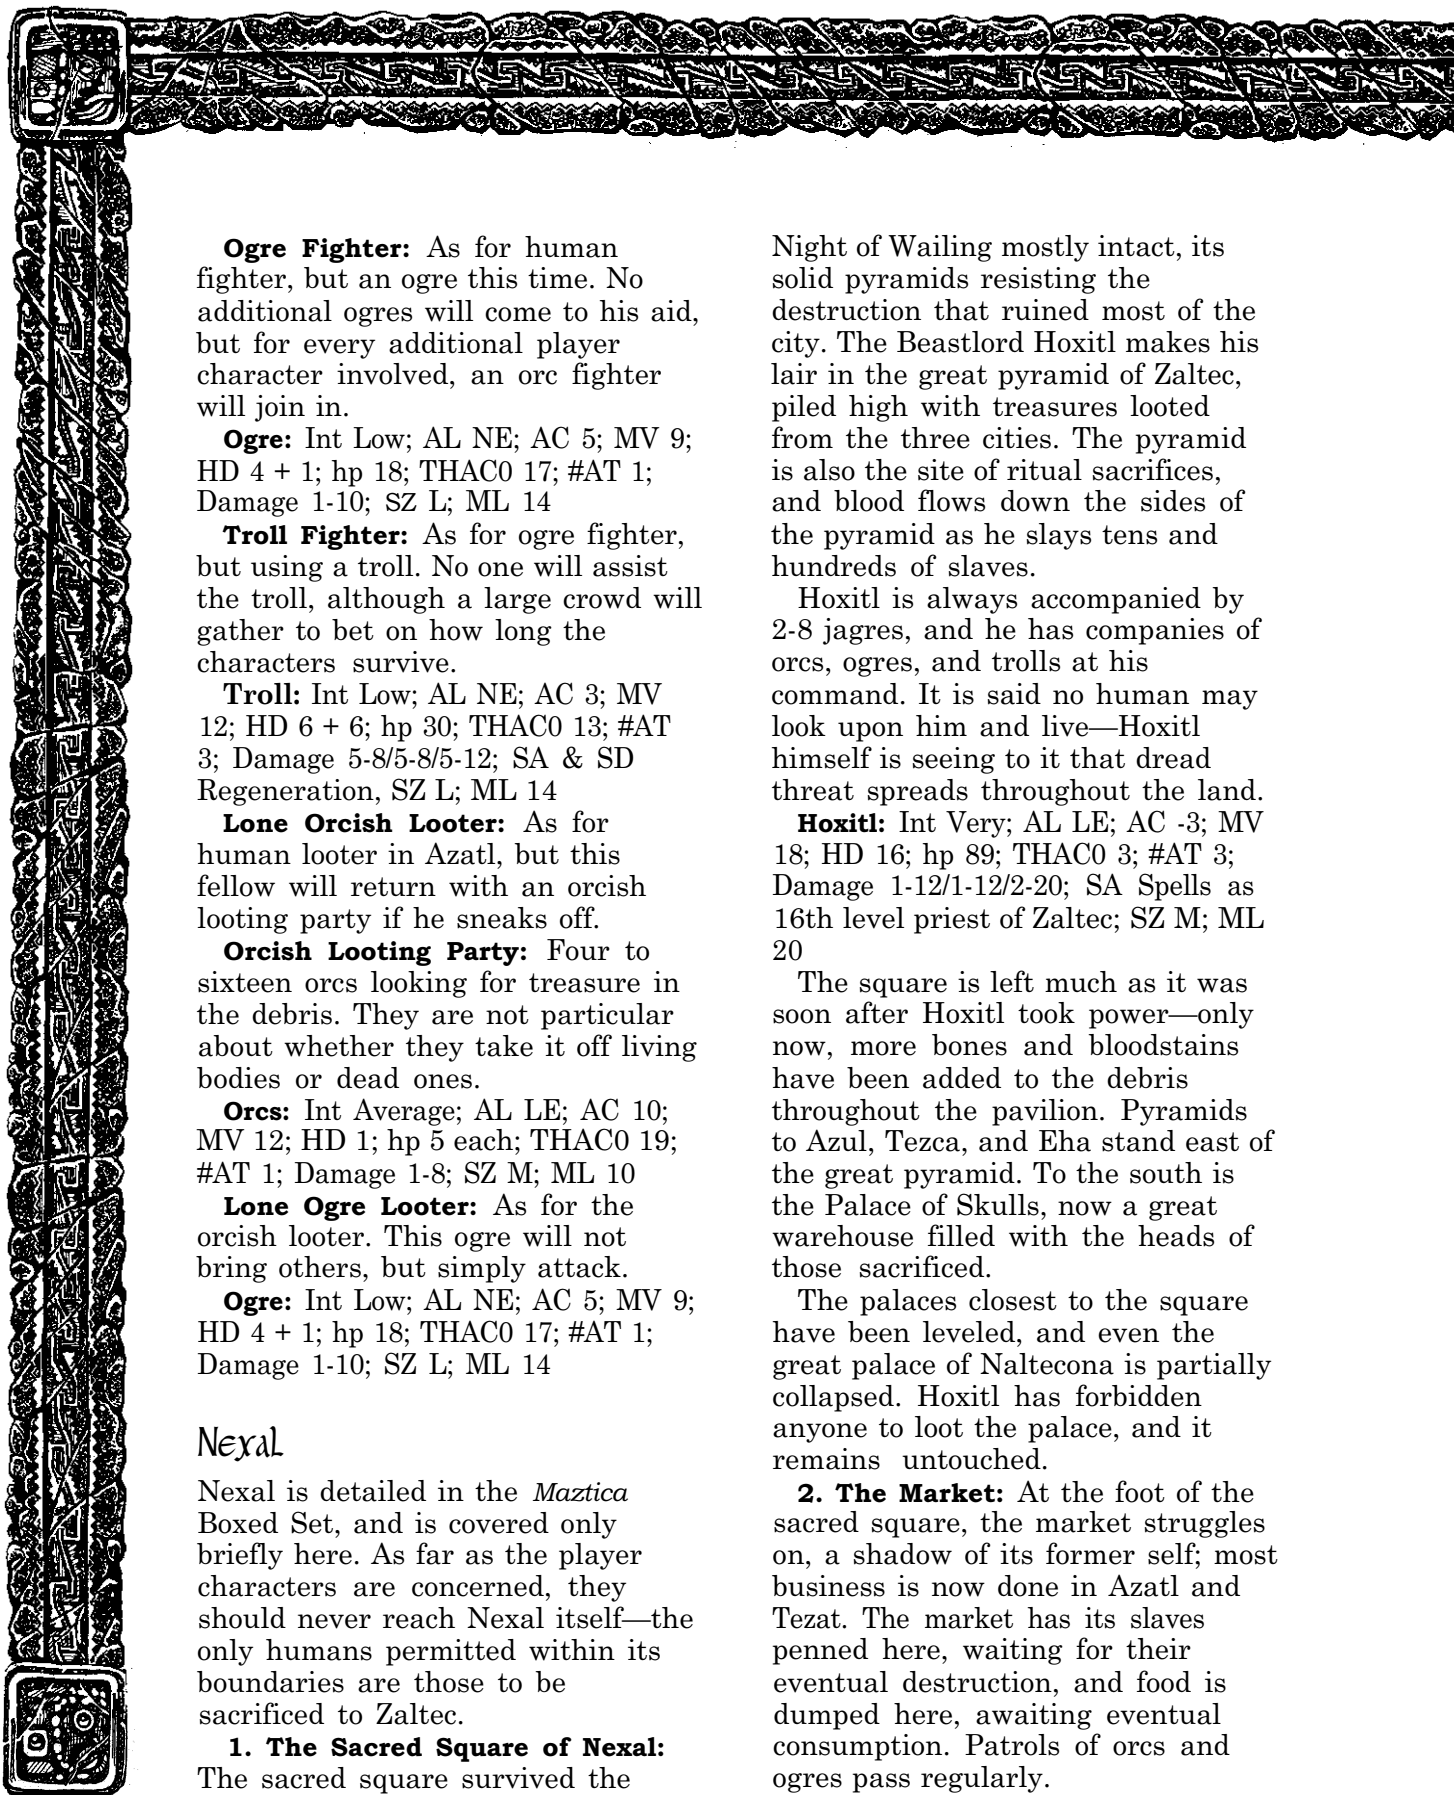 Ogre Fighter: As for human
fighter, but an ogre this time. No
additional ogres will come to his aid,
but for every additional player
character involved, an orc fighter
will join in.
Ogre: Int Low; AL NE; AC 5; MV 9;
HD 4 + 1; hp 18; THAC0 17; #AT 1;
Damage 1-10; SZ L; ML 14
Troll Fighter: As for ogre fighter,
but using a troll. No one will assist
the troll, although a large crowd will
gather to bet on how long the
characters survive.
Troll: Int Low; AL NE; AC 3; MV
12; HD 6 + 6; hp 30; THAC0 13; #AT
3; Damage 5-8/5-8/5-12; SA & SD
Regeneration, SZ L; ML 14
Lone Orcish Looter: As for
human looter in Azatl, but this
fellow will return with an orcish
looting party if he sneaks off.
Orcish Looting Party: Four to
sixteen orcs looking for treasure in
the debris. They are not particular
about whether they take it off living
bodies or dead ones.
Orcs: Int Average; AL LE; AC 10;
MV 12; HD 1; hp 5 each; THAC0 19;
#AT 1; Damage 1-8; SZ M; ML 10
Lone Ogre Looter: As for the
orcish looter. This ogre will not
bring others, but simply attack.
Ogre: Int Low; AL NE; AC 5; MV 9;
HD 4 + 1; hp 18; THAC0 17; #AT 1;
Damage 1-10; SZ L; ML 14
Nexal
Nexal is detailed in the Maztica
Boxed Set, and is covered only
briefly here. As far as the player
characters are concerned, they
should never reach Nexal itself—the
only humans permitted within its
boundaries are those to be
sacrificed to Zaltec.
1. The Sacred Square of Nexal:
The sacred square survived the
Night of Wailing mostly intact, its
solid pyramids resisting the
destruction that ruined most of the
city. The Beastlord Hoxitl makes his
lair in the great pyramid of Zaltec,
piled high with treasures looted
from the three cities. The pyramid
is also the site of ritual sacrifices,
and blood flows down the sides of
the pyramid as he slays tens and
hundreds of slaves.
Hoxitl is always accompanied by
2-8 jagres, and he has companies of
orcs, ogres, and trolls at his
command. It is said no human may
look upon him and live—Hoxitl
himself is seeing to it that dread
threat spreads throughout the land.
Hoxitl: Int Very; AL LE; AC -3; MV
18; HD 16; hp 89; THAC0 3; #AT 3;
Damage 1-12/1-12/2-20; SA Spells as
16th level priest of Zaltec; SZ M; ML
20
The square is left much as it was
soon after Hoxitl took power—only
now, more bones and bloodstains
have been added to the debris
throughout the pavilion. Pyramids
to Azul, Tezca, and Eha stand east of
the great pyramid. To the south is
the Palace of Skulls, now a great
warehouse filled with the heads of
those sacrificed.
The palaces closest to the square
have been leveled, and even the
great palace of Naltecona is partially
collapsed. Hoxitl has forbidden
anyone to loot the palace, and it
remains untouched.
2. The Market: At the foot of the
sacred square, the market struggles
on, a shadow of its former self; most
business is now done in Azatl and
Tezat. The market has its slaves
penned here, waiting for their
eventual destruction, and food is
dumped here, awaiting eventual
consumption. Patrols of orcs and
ogres pass regularly.